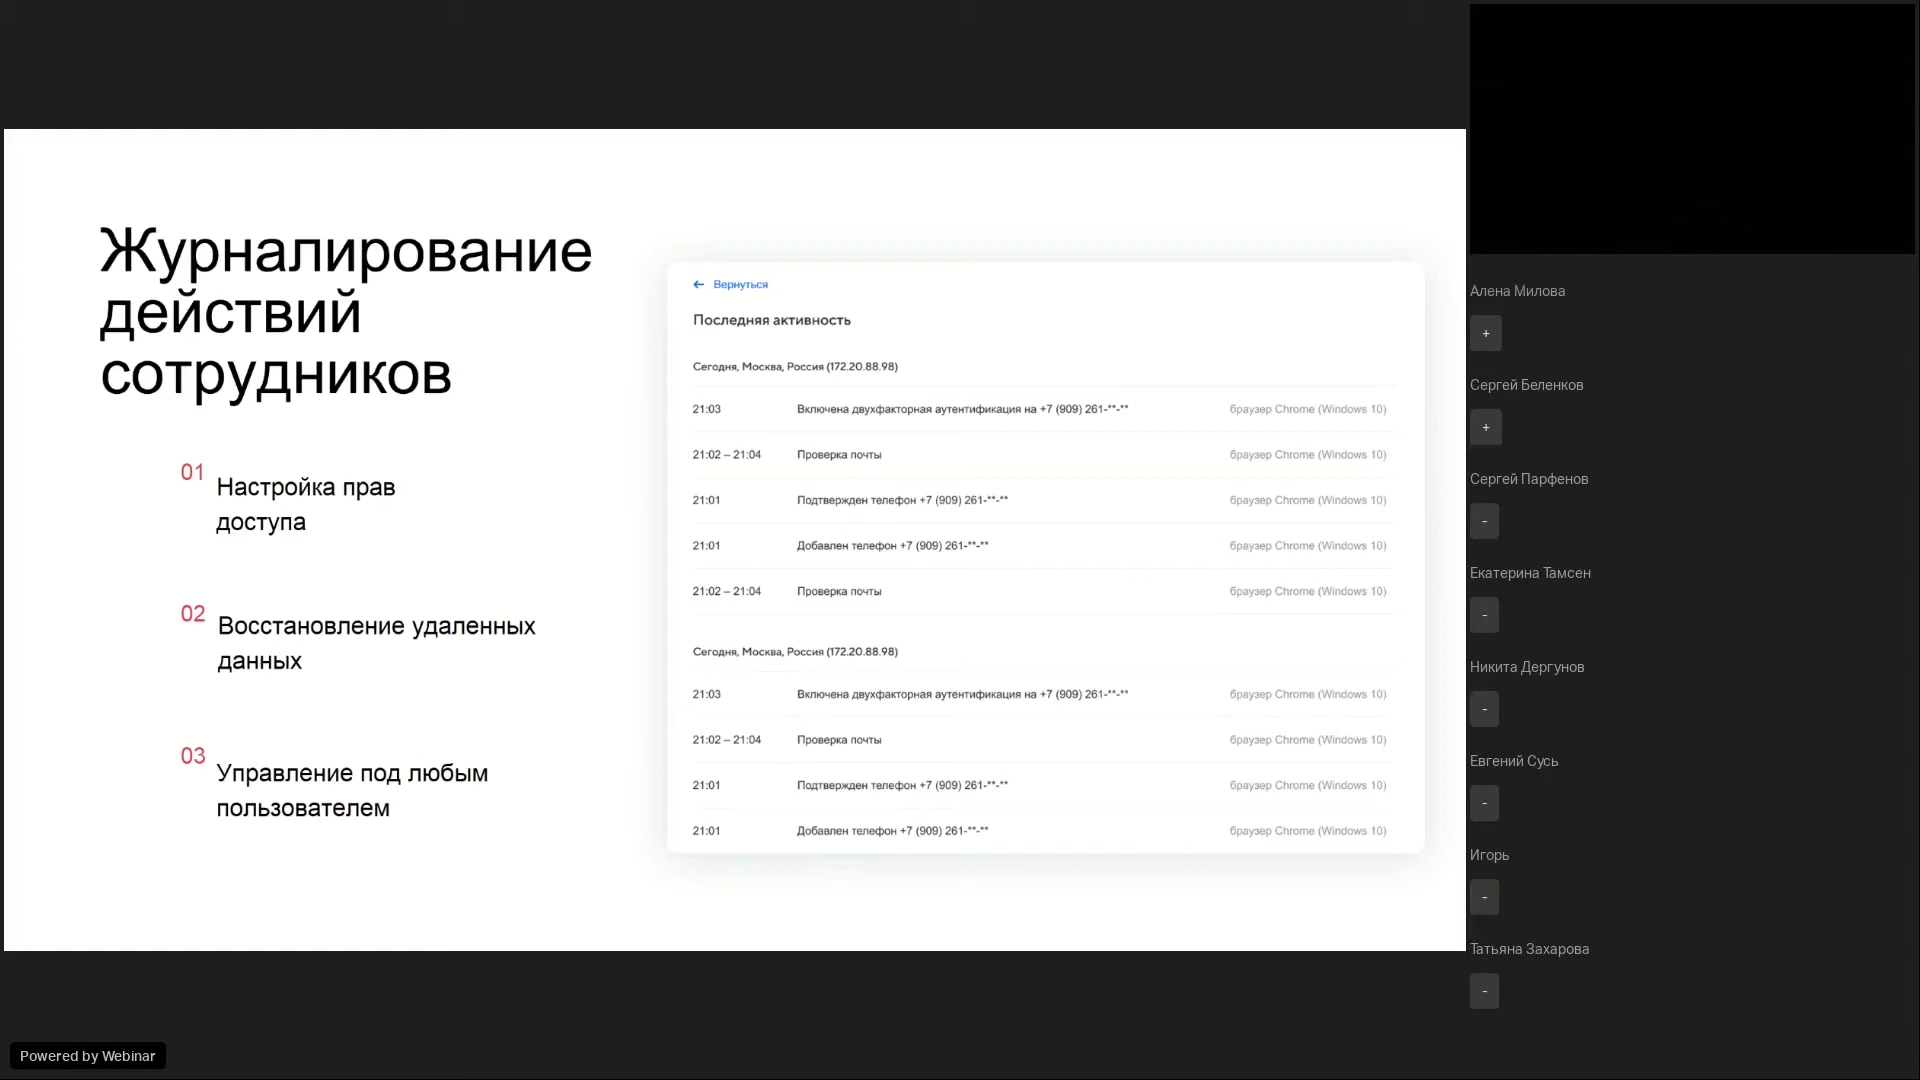 Журналирование
действий
сотрудников
01
Настройка прав
доступа
02
Восстановление удаленных
данных
03
Управление под любым
пользователем
← Вернуться
Последняя активность
Сегодня, Москва, Россия (172.20.88.98)
21:03 Включена двухфакторная аутентификация на +7 (909) 261-**-** браузер Chrome (Windows 10)
21:02 – 21:04 Проверка почты браузер Chrome (Windows 10)
21:01 Подтвержден телефон +7 (909) 261-**-** браузер Chrome (Windows 10)
21:01 Добавлен телефон +7 (909) 261-**-** браузер Chrome (Windows 10)
21:02 – 21:04 Проверка почты браузер Chrome (Windows 10)
Сегодня, Москва, Россия (172.20.88.98)
21:03 Включена двухфакторная аутентификация на +7 (909) 261-**-** браузер Chrome (Windows 10)
21:02 – 21:04 Проверка почты браузер Chrome (Windows 10)
21:01 Подтвержден телефон +7 (909) 261-**-** браузер Chrome (Windows 10)
21:01 Добавлен телефон +7 (909) 261-**-** браузер Chrome (Windows 10)
Алена Милова
+
Сергей Беленков
+
Сергей Парфенов
-
Екатерина Тамсен
-
Никита Дергунов
-
Евгений Сусь
-
Игорь
-
Татьяна Захарова
-
Powered by Webinar